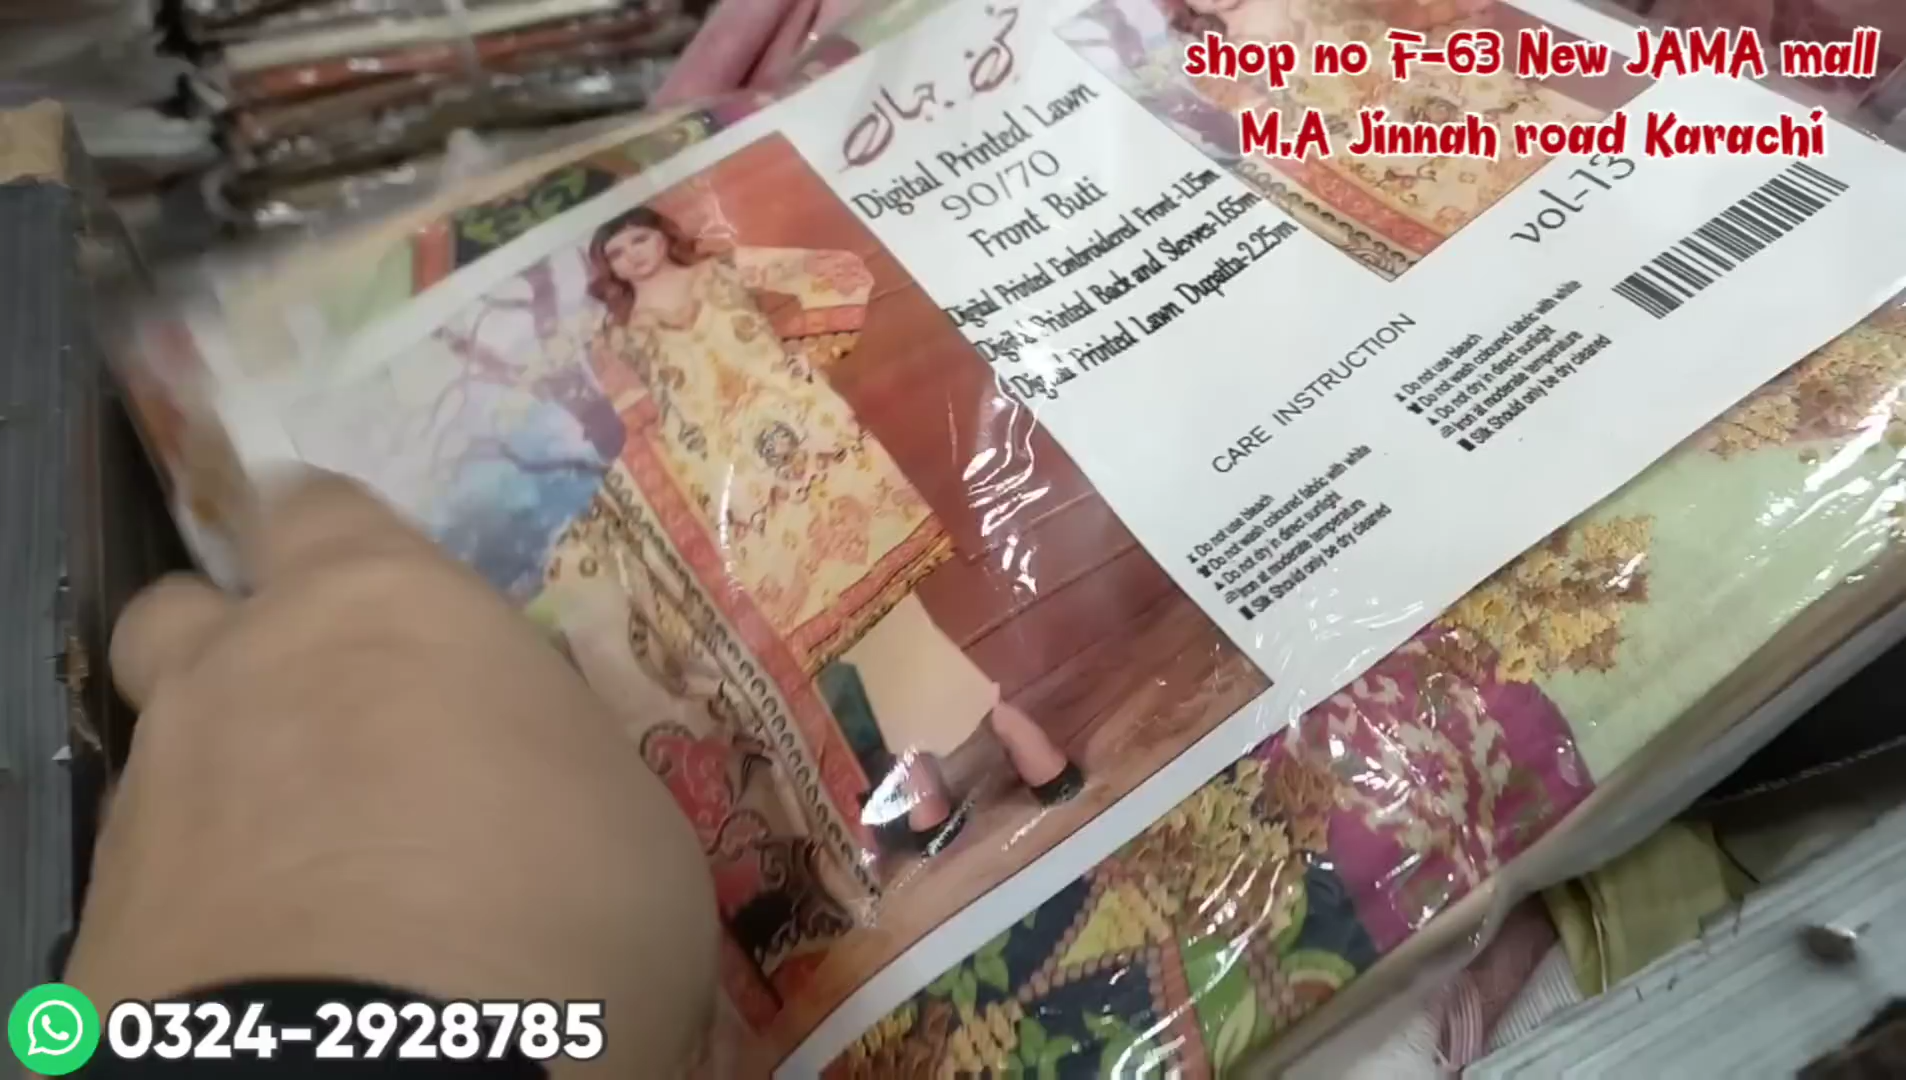 shop no F-63 New JAMA mall
M.A Jinnah road Karachi
Digital Printed Lawn
90/70
Front Buti
Digital Printed Embroidered Front-1.15m
Digital Printed Back and Sleeves-1.65m
Digital Printed Lawn Dupatta-2.25m
vol-13
CARE INSTRUCTION
Do not use bleach
Do not wash coloured fabric with white
Do not dry in direct sunlight
Iron at moderate temperature
Silk Should only be dry cleaned
Do not use bleach
Do not wash coloured fabric with white
Do not dry in direct sunlight
Iron at moderate temperature
Silk Should only be dry cleaned
0324-2928785